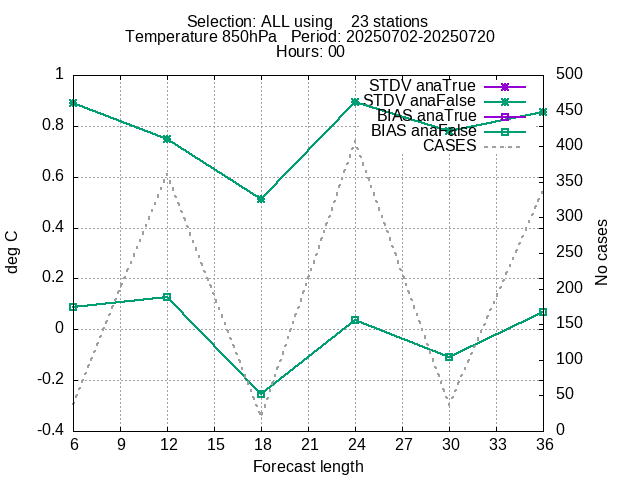 Selection: ALL using    23 stations
Temperature 850hPa   Period: 20250702-20250720
Hours: 00
STDV anaTrue
STDV anaFalse
BIAS anaTrue
BIAS anaFalse
CASES
1
0.8
0.6
0.4
0.2
0
-0.2
-0.4
deg C
500
450
400
350
300
250
200
150
100
50
0
No cases
6 9 12 15 18 21 24 27 30 33 36
Forecast length